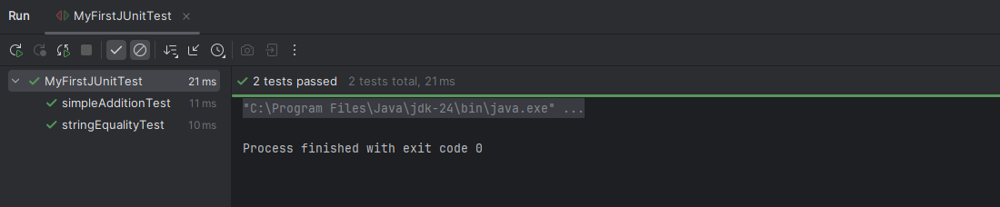 Run MyFirstJUnitTest
MyFirstJUnitTest 21 ms
simpleAdditionTest 11 ms
stringEqualityTest 10 ms
2 tests passed 2 tests total, 21 ms
"C:\Program Files\Java\jdk-24\bin\java.exe" ...
Process finished with exit code 0